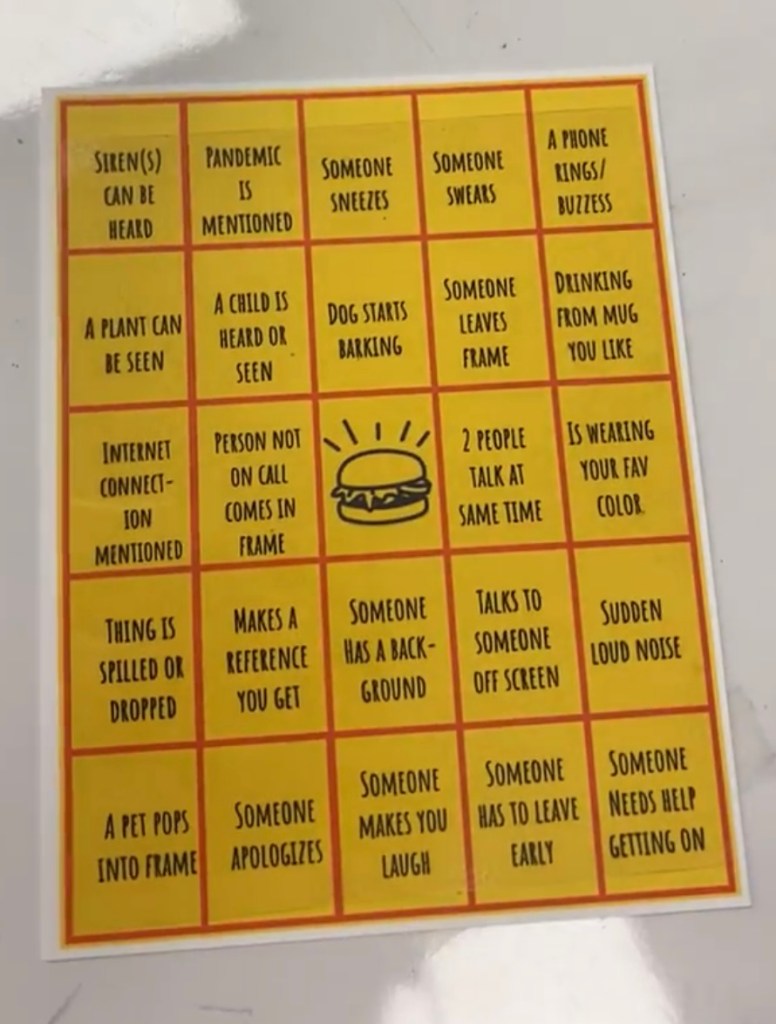 SIREN(S)
CAN BE
HEARD
PANDEMIC
IS
MENTIONED
SOMEONE
SNEEZES
SOMEONE
SWEARS
A PHONE
RINGS/
BUZZESS
A PLANT CAN
BE SEEN
A CHILD IS
HEARD OR
SEEN
DOG STARTS
BARKING
SOMEONE
LEAVES
FRAME
DRINKING
FROM MUG
YOU LIKE
INTERNET
CONNECT-
ION
MENTIONED
PERSON NOT
ON CALL
COMES IN
FRAME
2 PEOPLE
TALK AT
SAME TIME
IS WEARING
YOUR FAV
COLOR
THING IS
SPILLED OR
DROPPED
MAKES A
REFERENCE
YOU GET
SOMEONE
HAS A BACK-
GROUND
TALKS TO
SOMEONE
OFF SCREEN
SUDDEN
LOUD NOISE
A PET POPS
INTO FRAME
SOMEONE
APOLOGIZES
SOMEONE
MAKES YOU
LAUGH
SOMEONE
HAS TO LEAVE
EARLY
SOMEONE
NEEDS HELP
GETTING ON